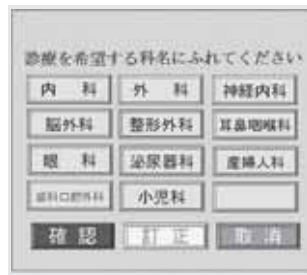 診療を希望する科名にふれてください
内科 外科 神経内科
脳外科 整形外科 耳鼻咽喉科
眼科 泌尿器科 産婦人科
歯科口腔外科 小児科
確認 訂正 取消